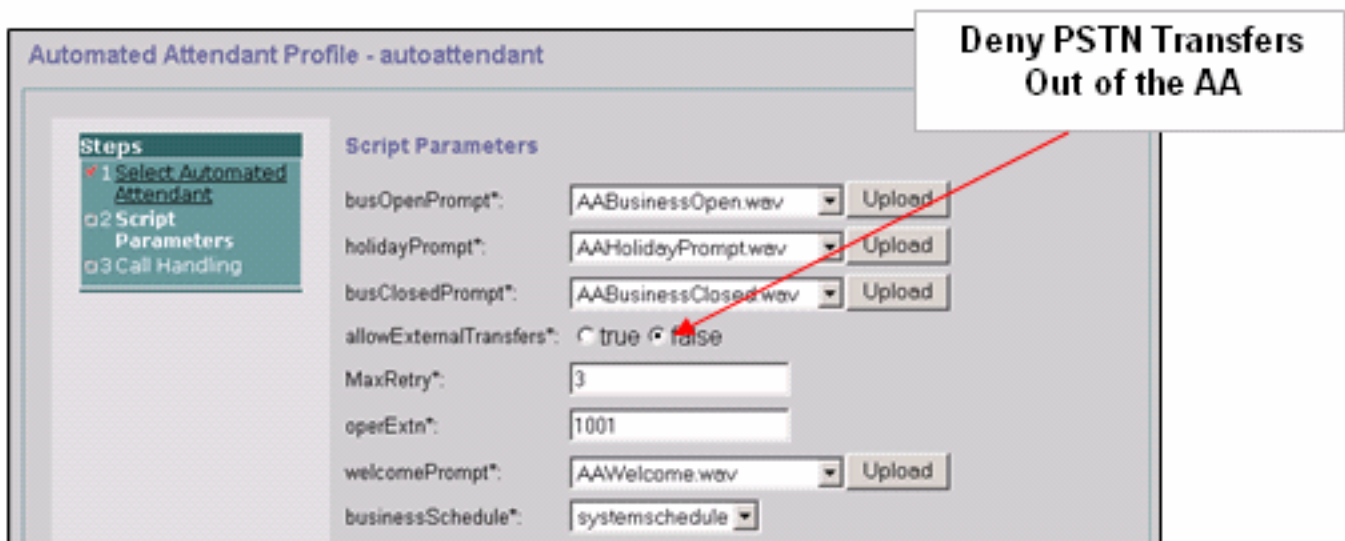 Deny PSTN Transfers
Out of the AA
Automated Attendant Profile - autoattendant
Steps
1 Select Automated
Attendant
2 Script
Parameters
3 Call Handling
Script Parameters
busOpenPrompt*: AABusinessOpen.wav Upload
holidayPrompt*: AAHolidayPrompt.wav Upload
busClosedPrompt*: AABusinessClosed.wav Upload
allowExternalTransfers*: true false
MaxRetry*: 3
operExtn*: 1001
welcomePrompt*: AAWelcome.wav Upload
businessSchedule*: systemschedule